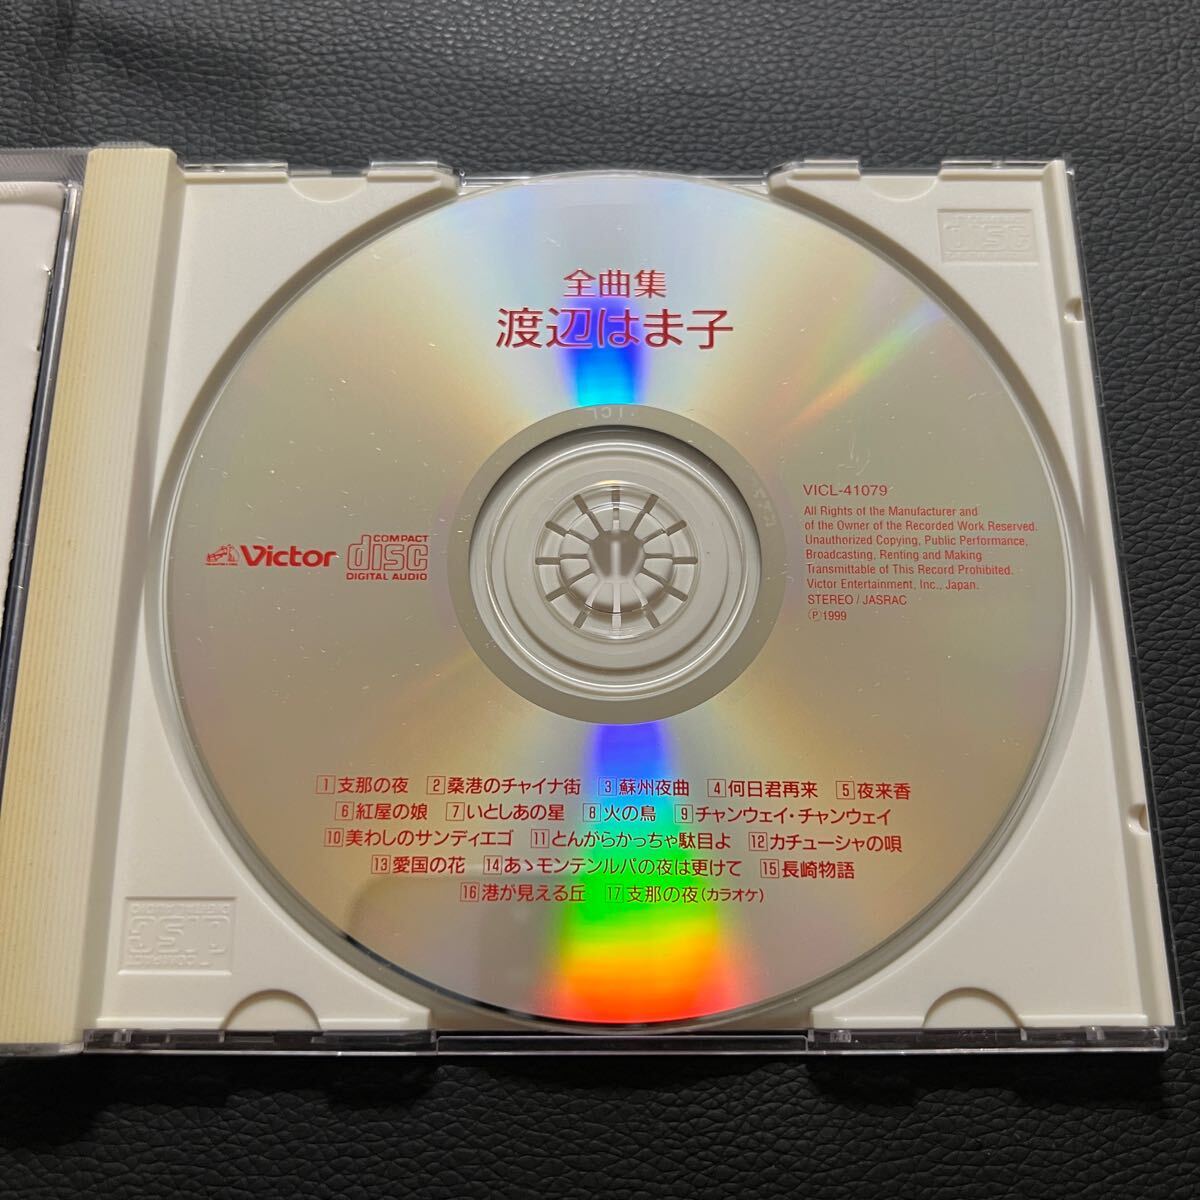 全曲集
渡辺はま子
Victor
COMPACT
disc
DIGITAL AUDIO
VICL-41079
All Rights of the Manufacturer and
of the Owner of the Recorded Work Reserved.
Unauthorized Copying, Public Performance,
Broadcasting, Renting and Making
Transmittable of This Record Prohibited.
Victor Entertainment, Inc., Japan.
STEREO / JASRAC
Ⓟ1999
1 支那の夜 2 桑港のチャイナ街 3 蘇州夜曲 4 何日君再来 5 夜来香
6 紅屋の娘 7 いとしあの星 8 火の鳥 9 チャンウェイ・チャンウェイ
10 美わしのサンディエゴ 11 とんがらかっちゃ駄目よ 12 カチューシャの唄
13 愛国の花 14 あゝモンテンルパの夜は更けて 15 長崎物語
16 港が見える丘 17 支那の夜(カラオケ)